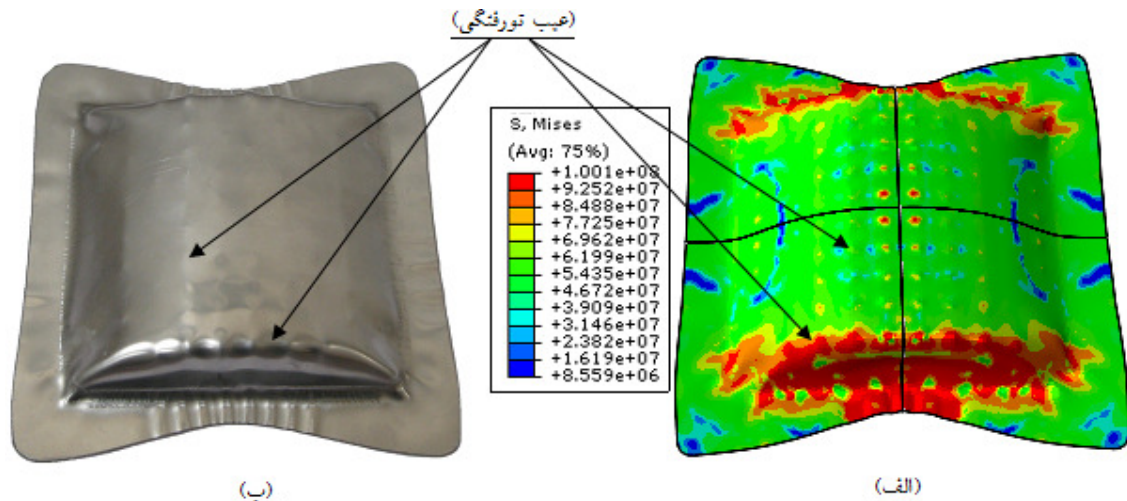 (عیب تورفتگی)
S, Mises
(Avg: 75%)
+1.001e+08
+9.252e+07
+8.488e+07
+7.725e+07
+6.962e+07
+6.199e+07
+5.435e+07
+4.672e+07
+3.909e+07
+3.146e+07
+2.382e+07
+1.619e+07
+8.559e+06
(الف)
(ب)